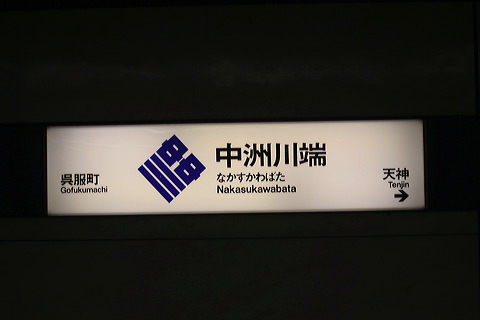 呉服町
Gofukumachi
中洲川端
なかすかわばた
Nakasukawabata
天神
Tenjin
→